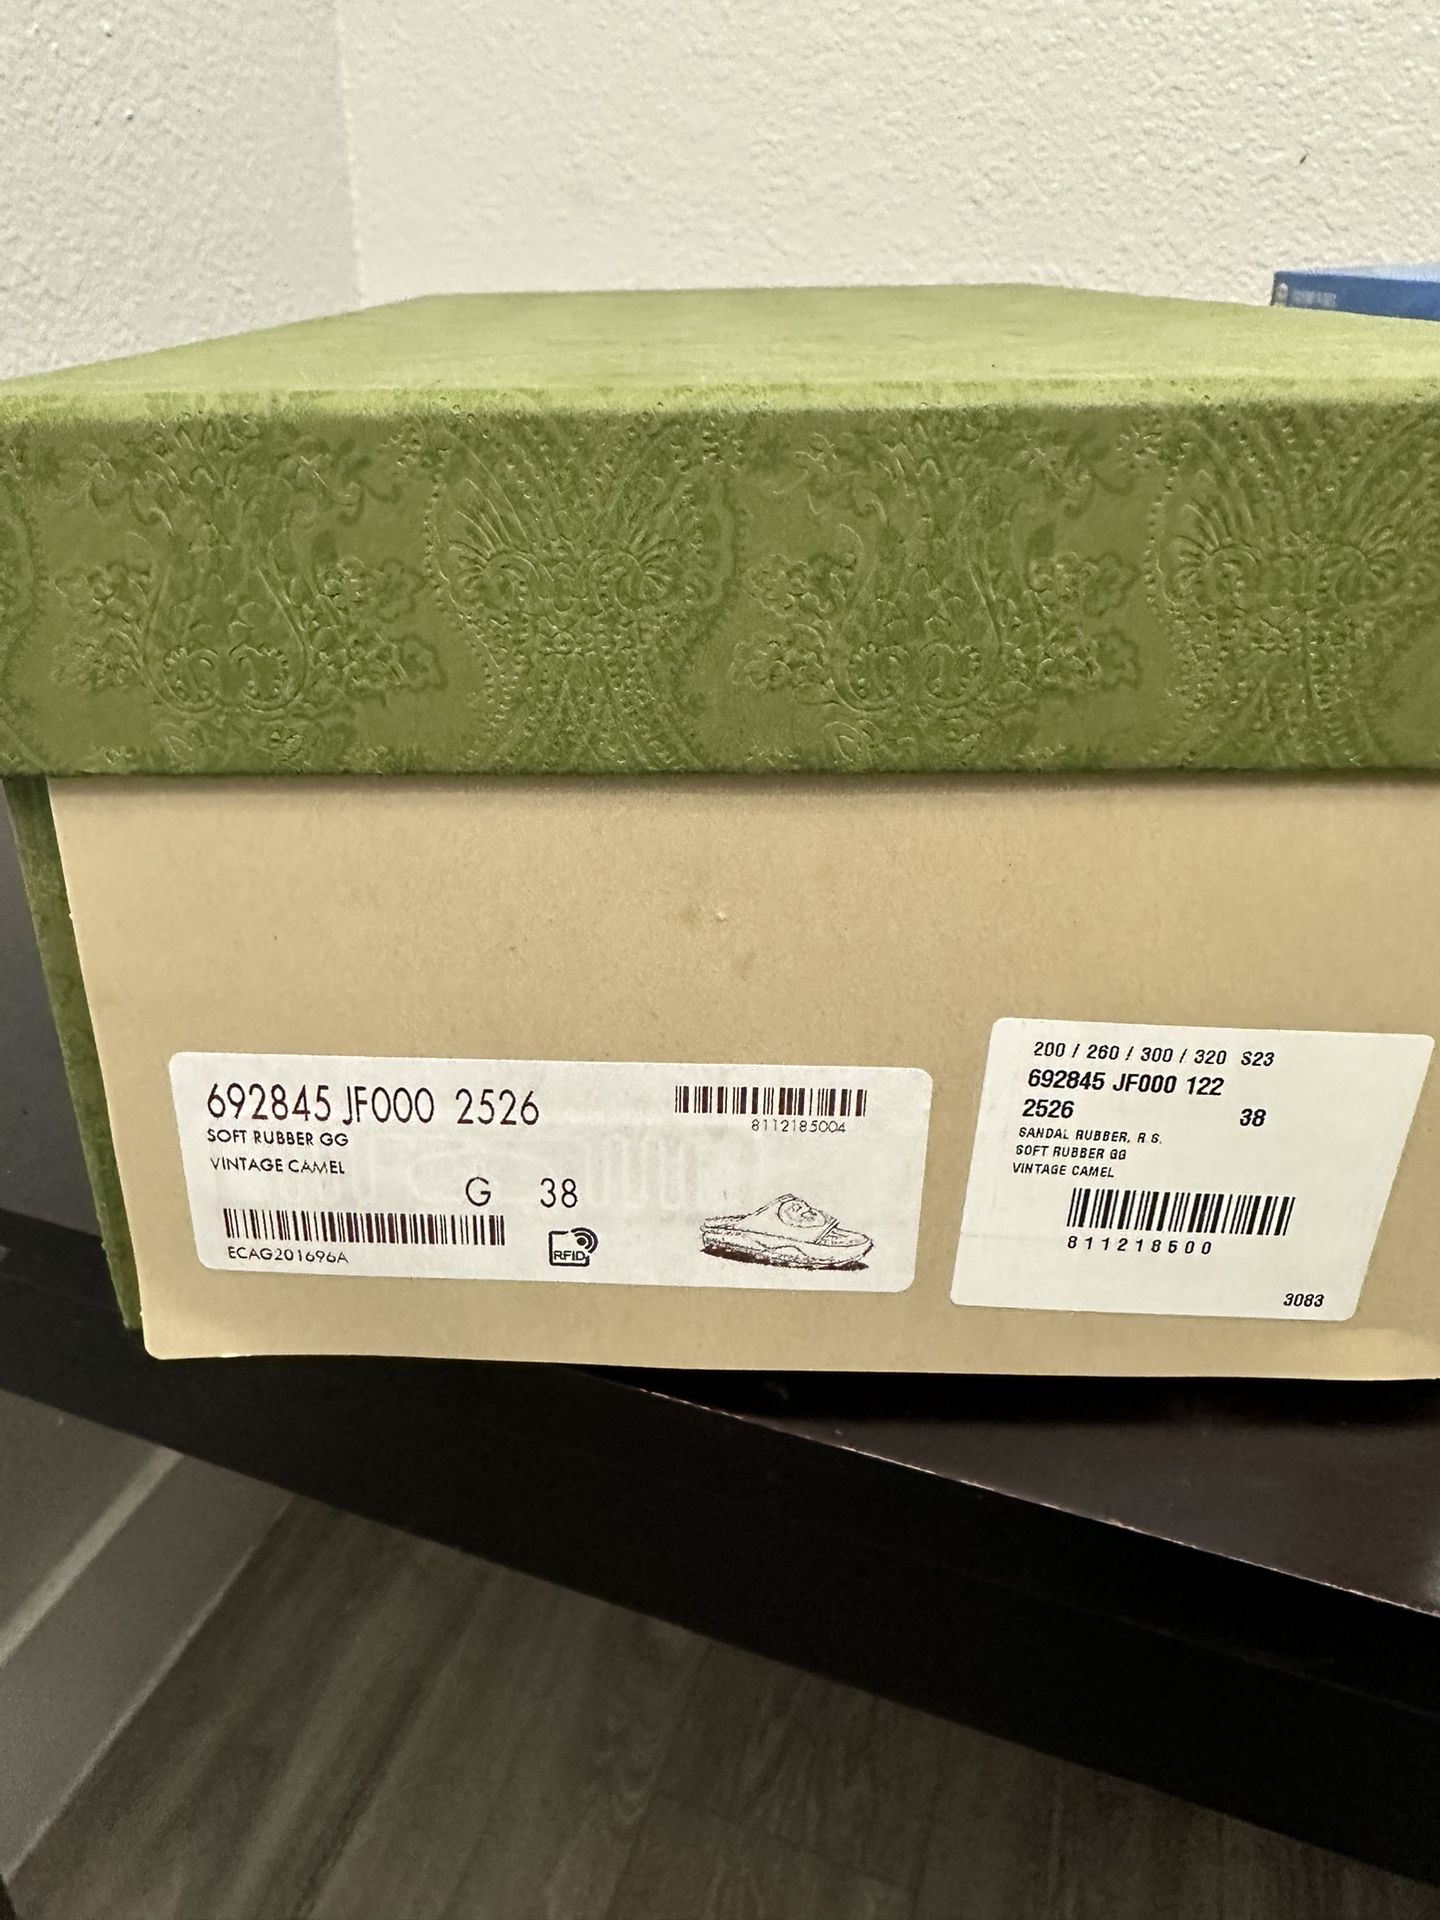 692845 JF000 2526
SOFT RUBBER GG
VINTAGE CAMEL
G 38
ECAG201696A
RFID
8112185004
200 / 260 / 300 / 320 S23
692845 JF000 122
2526 38
SANDAL RUBBER, R.S.
SOFT RUBBER GG
VINTAGE CAMEL
811218500
3083